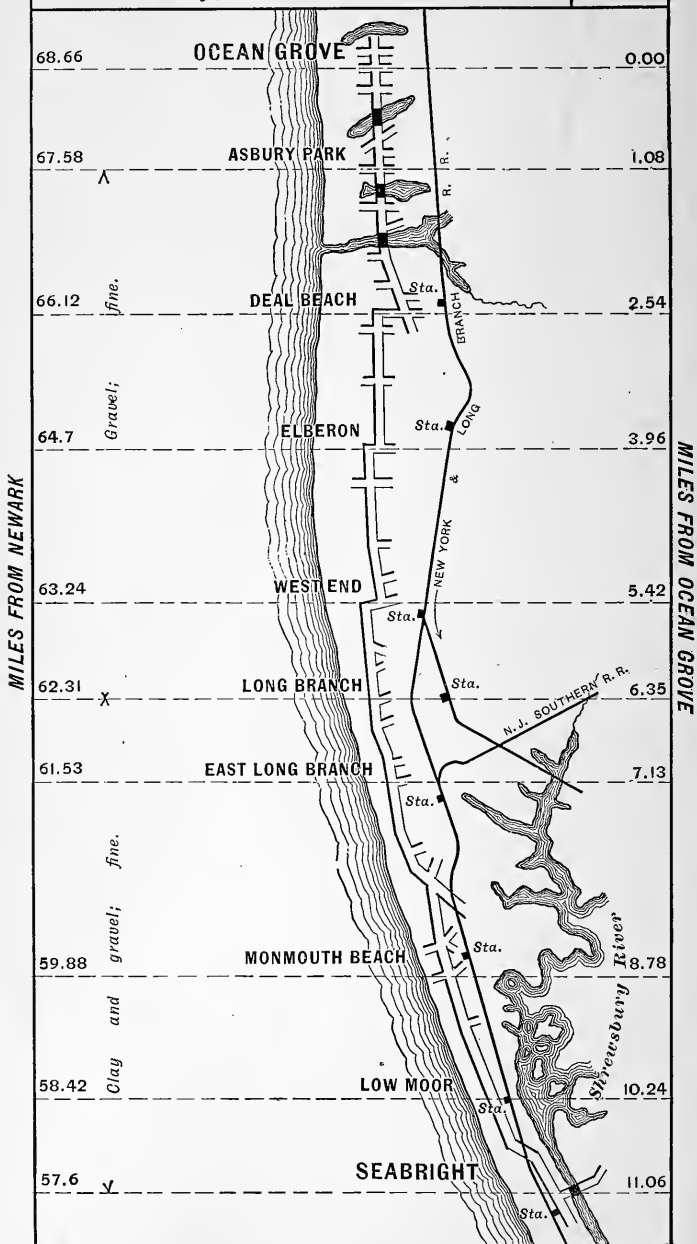 OCEAN GROVE
68.66
0.00
ASBURY PARK
67.58
1.08
R. R.
DEAL BEACH
Sta.
66.12
2.54
BRANCH
Gravel; fine.
ELBERON
Sta.
LONG
64.7
3.96
&
MILES FROM NEWARK
MILES FROM OCEAN GROVE
NEW YORK
WEST END
63.24
5.42
Sta.
LONG BRANCH
Sta.
62.31
X
6.35
N.J. SOUTHERN R.R.
EAST LONG BRANCH
61.53
7.13
Sta.
Clay and gravel; fine.
MONMOUTH BEACH
Sta.
59.88
8.78
Shrewsbury River
LOW MOOR
58.42
10.24
Sta.
SEABRIGHT
57.6
11.06
Sta.